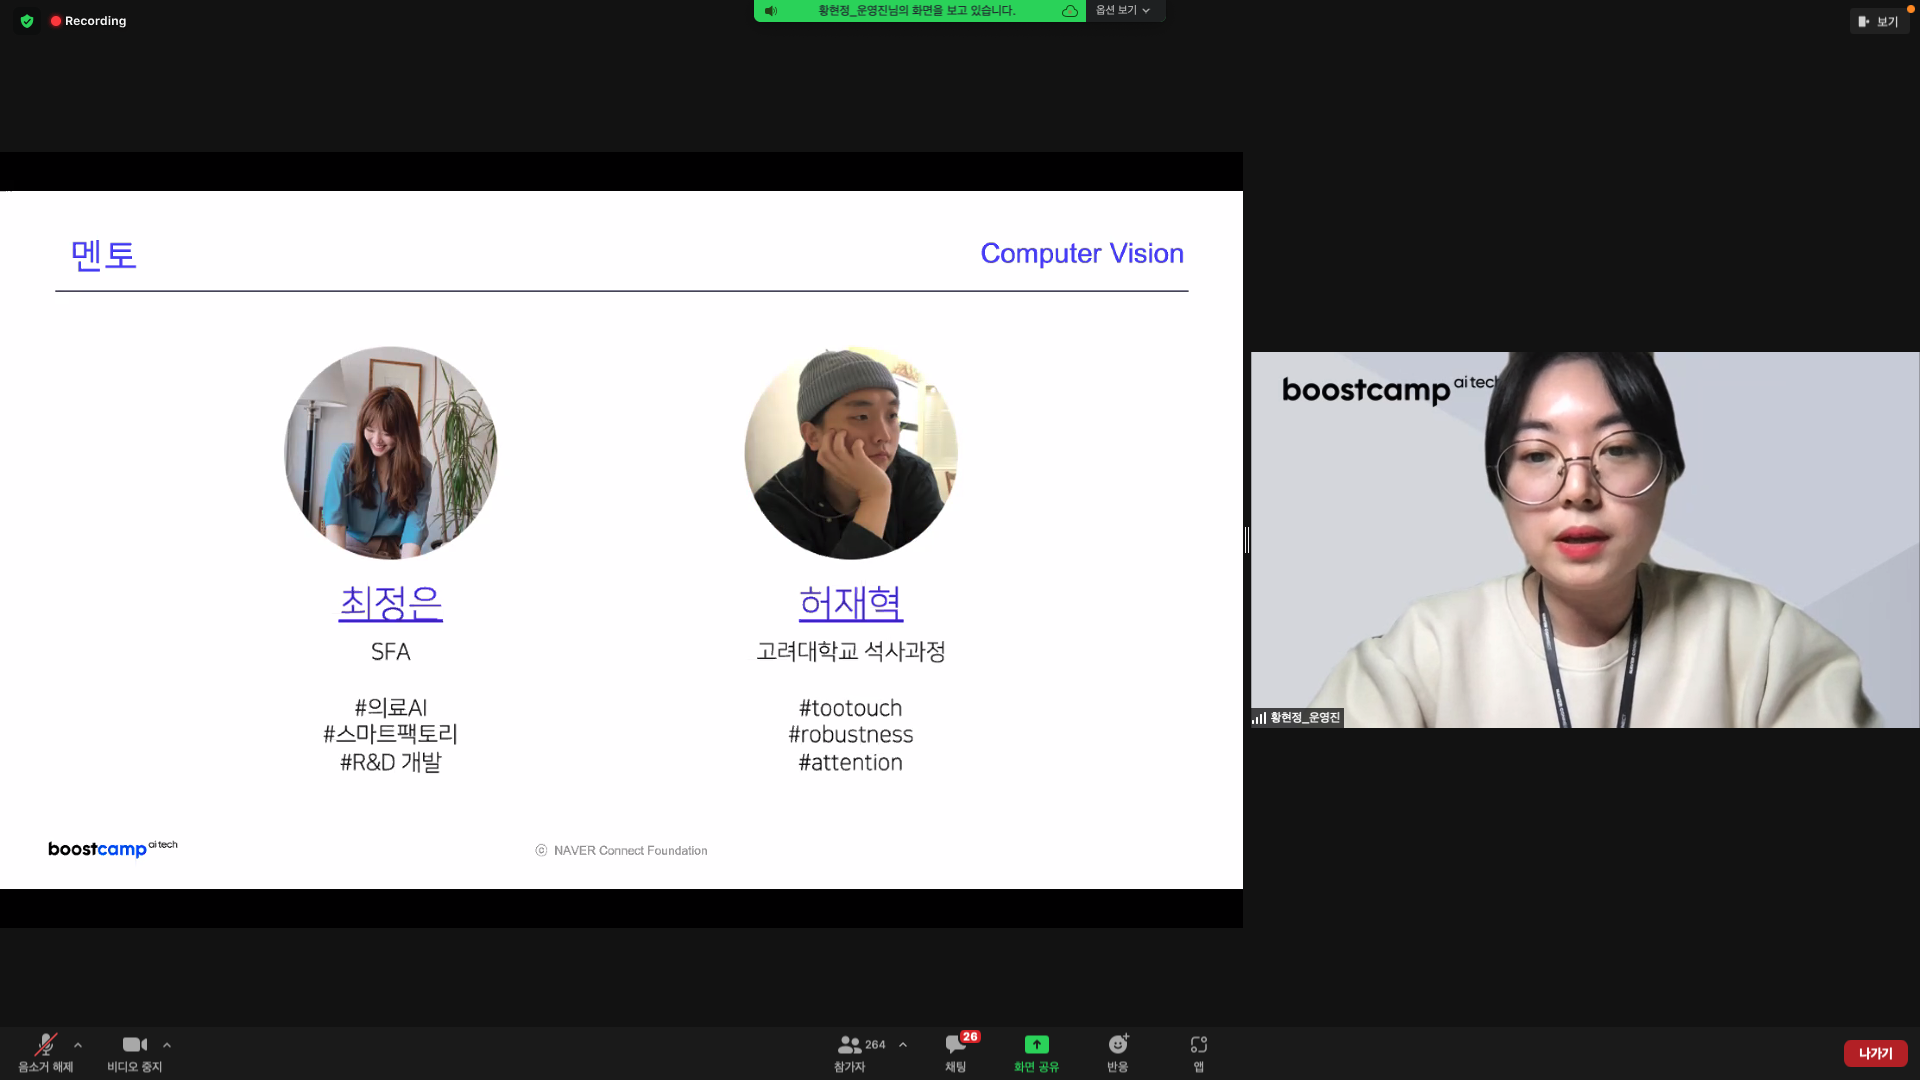 Recording
황현정_운영진님의 화면을 보고 있습니다.
옵션 보기
보기
멘토
Computer Vision
최정은
SFA
#의료AI
#스마트팩토리
#R&D 개발
허재혁
고려대학교 석사과정
#tootouch
#robustness
#attention
boostcamp ai tech
NAVER Connect Foundation
boostcamp ai tech
황현정_운영진
음소거 해제
비디오 중지
264
참가자
26
채팅
화면 공유
반응
앱
나가기